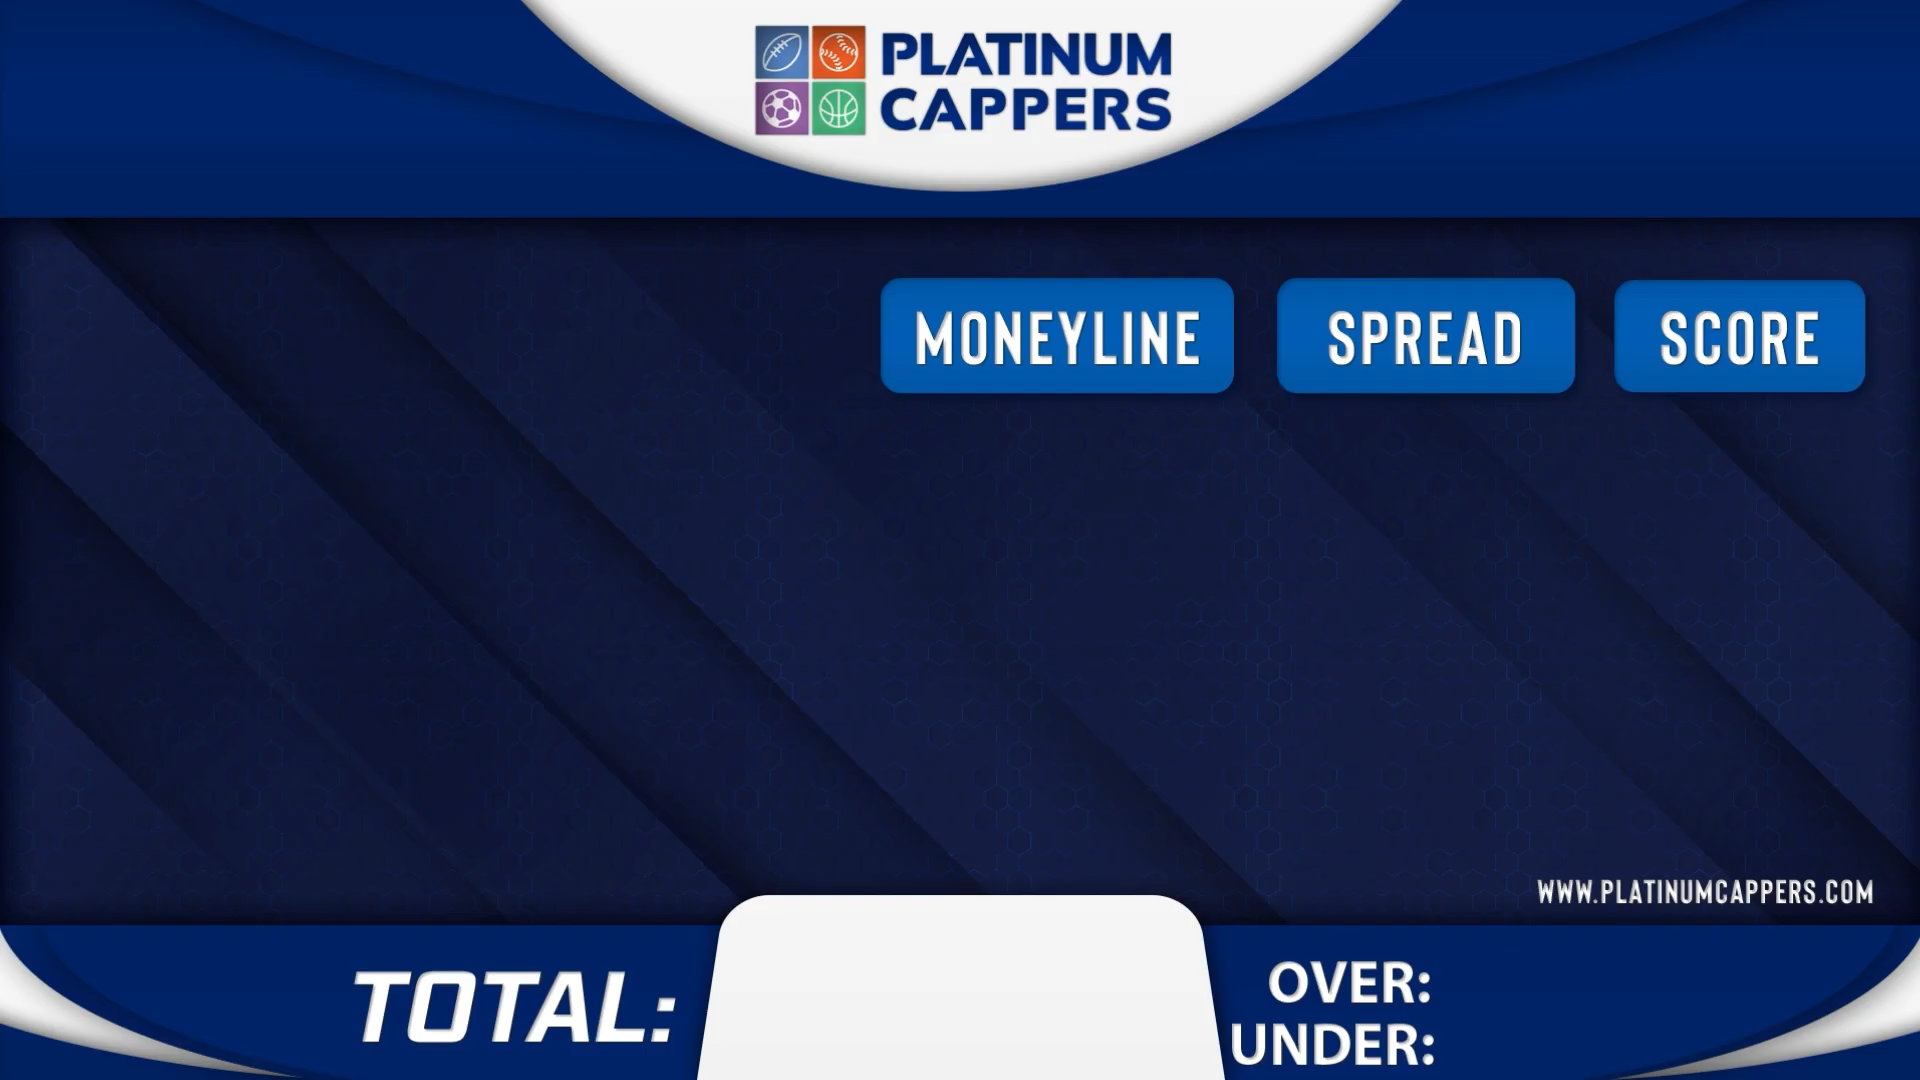 PLATINUM
CAPPERS
MONEYLINE SPREAD SCORE
WWW.PLATINUMCAPPERS.COM
TOTAL:
OVER:
UNDER: